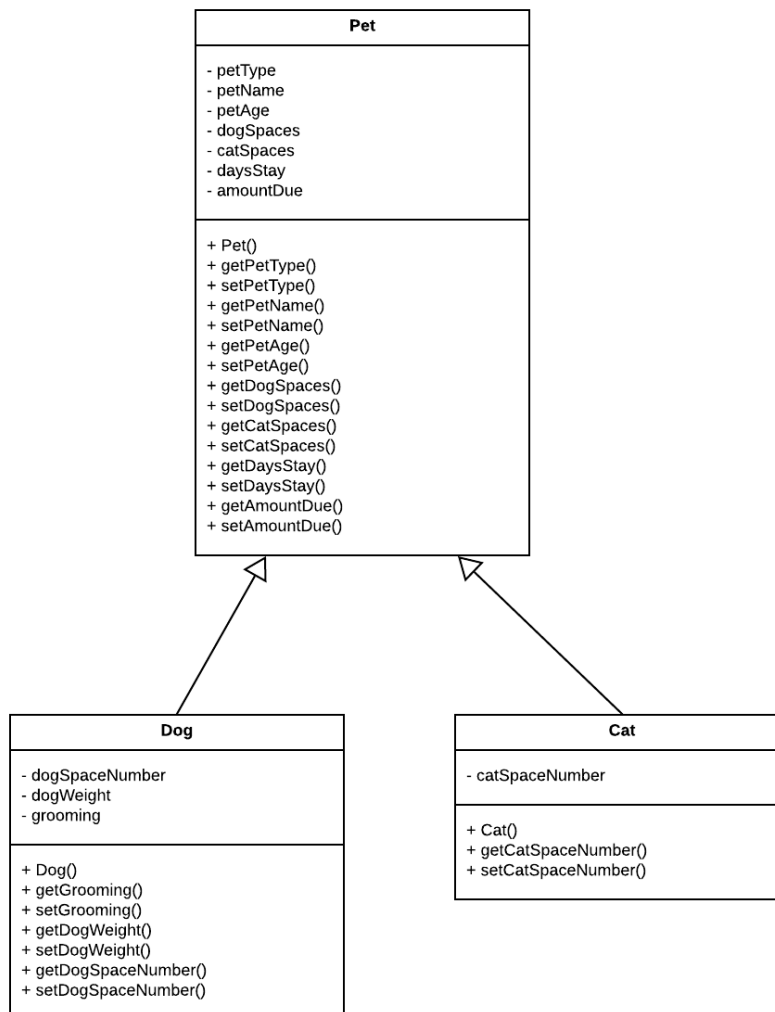 Pet
- petType
- petName
- petAge
- dogSpaces
- catSpaces
- daysStay
- amountDue
+ Pet()
+ getPetType()
+ setPetType()
+ getPetName()
+ setPetName()
+ getPetAge()
+ setPetAge()
+ getDogSpaces()
+ setDogSpaces()
+ getCatSpaces()
+ setCatSpaces()
+ getDaysStay()
+ setDaysStay()
+ getAmountDue()
+ setAmountDue()
Dog
- dogSpaceNumber
- dogWeight
- grooming
+ Dog()
+ getGrooming()
+ setGrooming()
+ getDogWeight()
+ setDogWeight()
+ getDogSpaceNumber()
+ setDogSpaceNumber()
Cat
- catSpaceNumber
+ Cat()
+ getCatSpaceNumber()
+ setCatSpaceNumber()